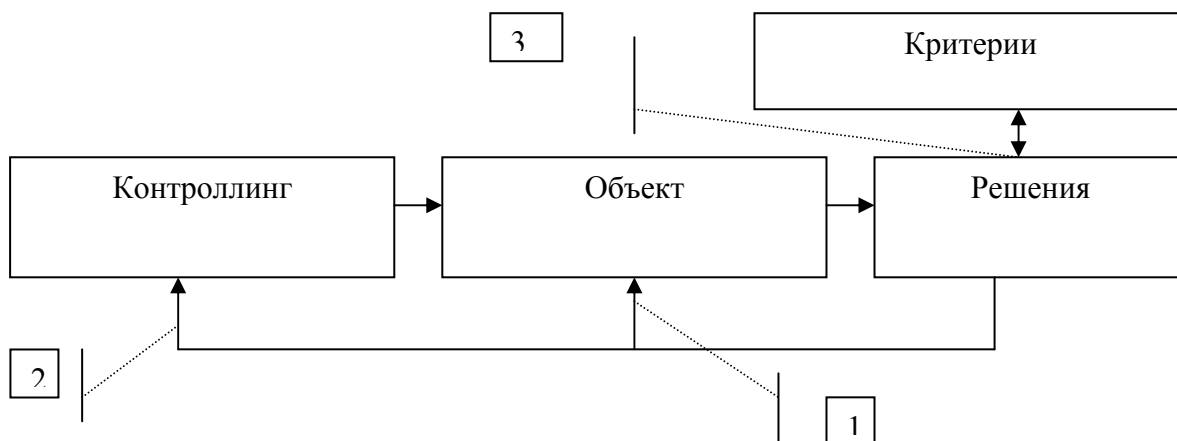 3
Критерии
Контроллинг
Объект
Решения
2
1